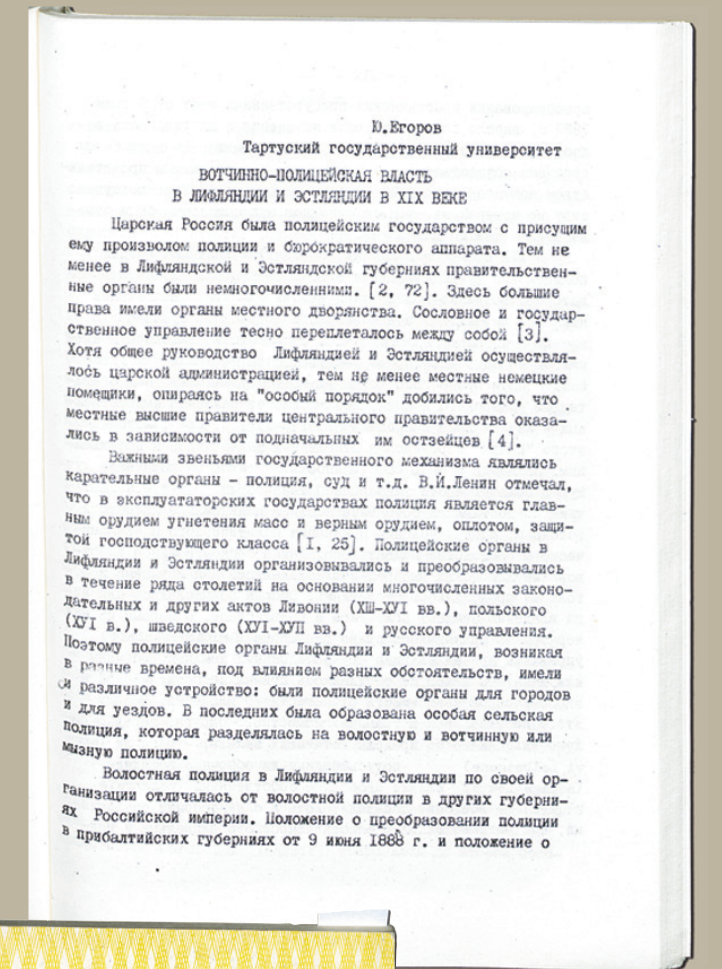 Ю.Егоров
Тартуский государственный университет
ВОТЧИННО-ПОЛИЦЕЙСКАЯ ВЛАСТЬ
В ЛИФЛЯНДИИ И ЭСТЛЯНДИИ В XIX ВЕКЕ
Царская Россия была полицейским государством с присущим
ему произволом полиции и бюрократического аппарата. Тем не
менее в Лифляндской и Эстляндской губерниях правительствен-
ные органы были немногочисленними. [2, 72]. Здесь большие
права имели органы местного дворянства. Сословное и государ-
ственное управление тесно переплеталось между собой [3].
Хотя общее руководство Лифляндией и Эстляндией осуществля-
лось царской администрацией, тем не менее местные немецкие
помещики, опираясь на "особый порядок" добились того, что
местные высшие правители центрального правительства оказа-
лись в зависимости от подначальных им остзейцев [4].
Важными звеньями государственного механизма являлись
карательные органы - полиция, суд и т.д. В.И.Ленин отмечал,
что в эксплуататорских государствах полиция является глав-
ным орудием угнетения масс и верным орудием, оплотом, защи-
той господствующего класса [I, 25]. Полицейские органы в
Лифляндии и Эстляндии организовывались и преобразовывались
в течение ряда столетий на основании многочисленных законо-
дательных и других актов Ливонии (ХШ-ХУI вв.), польского
(ХУI в.), шведского (ХУI-ХУП вв.) и русского управления.
Поэтому полицейские органы Лифляндии и Эстляндии, возникая
в разные времена, под влиянием разных обстоятельств, имели
и различное устройство: были полицейские органы для городов
и для уездов. В последних была образована особая сельская
полиция, которая разделялась на волостную и вотчинную или
мызную полицию.
Волостная полиция в Лифляндии и Эстляндии по своей ор-
ганизации отличалась от волостной полиции в других губерни-
ях Российской империи. Положение о преобразовании полиции
в прибалтийских губерниях от 9 июня I888 г. и положение о